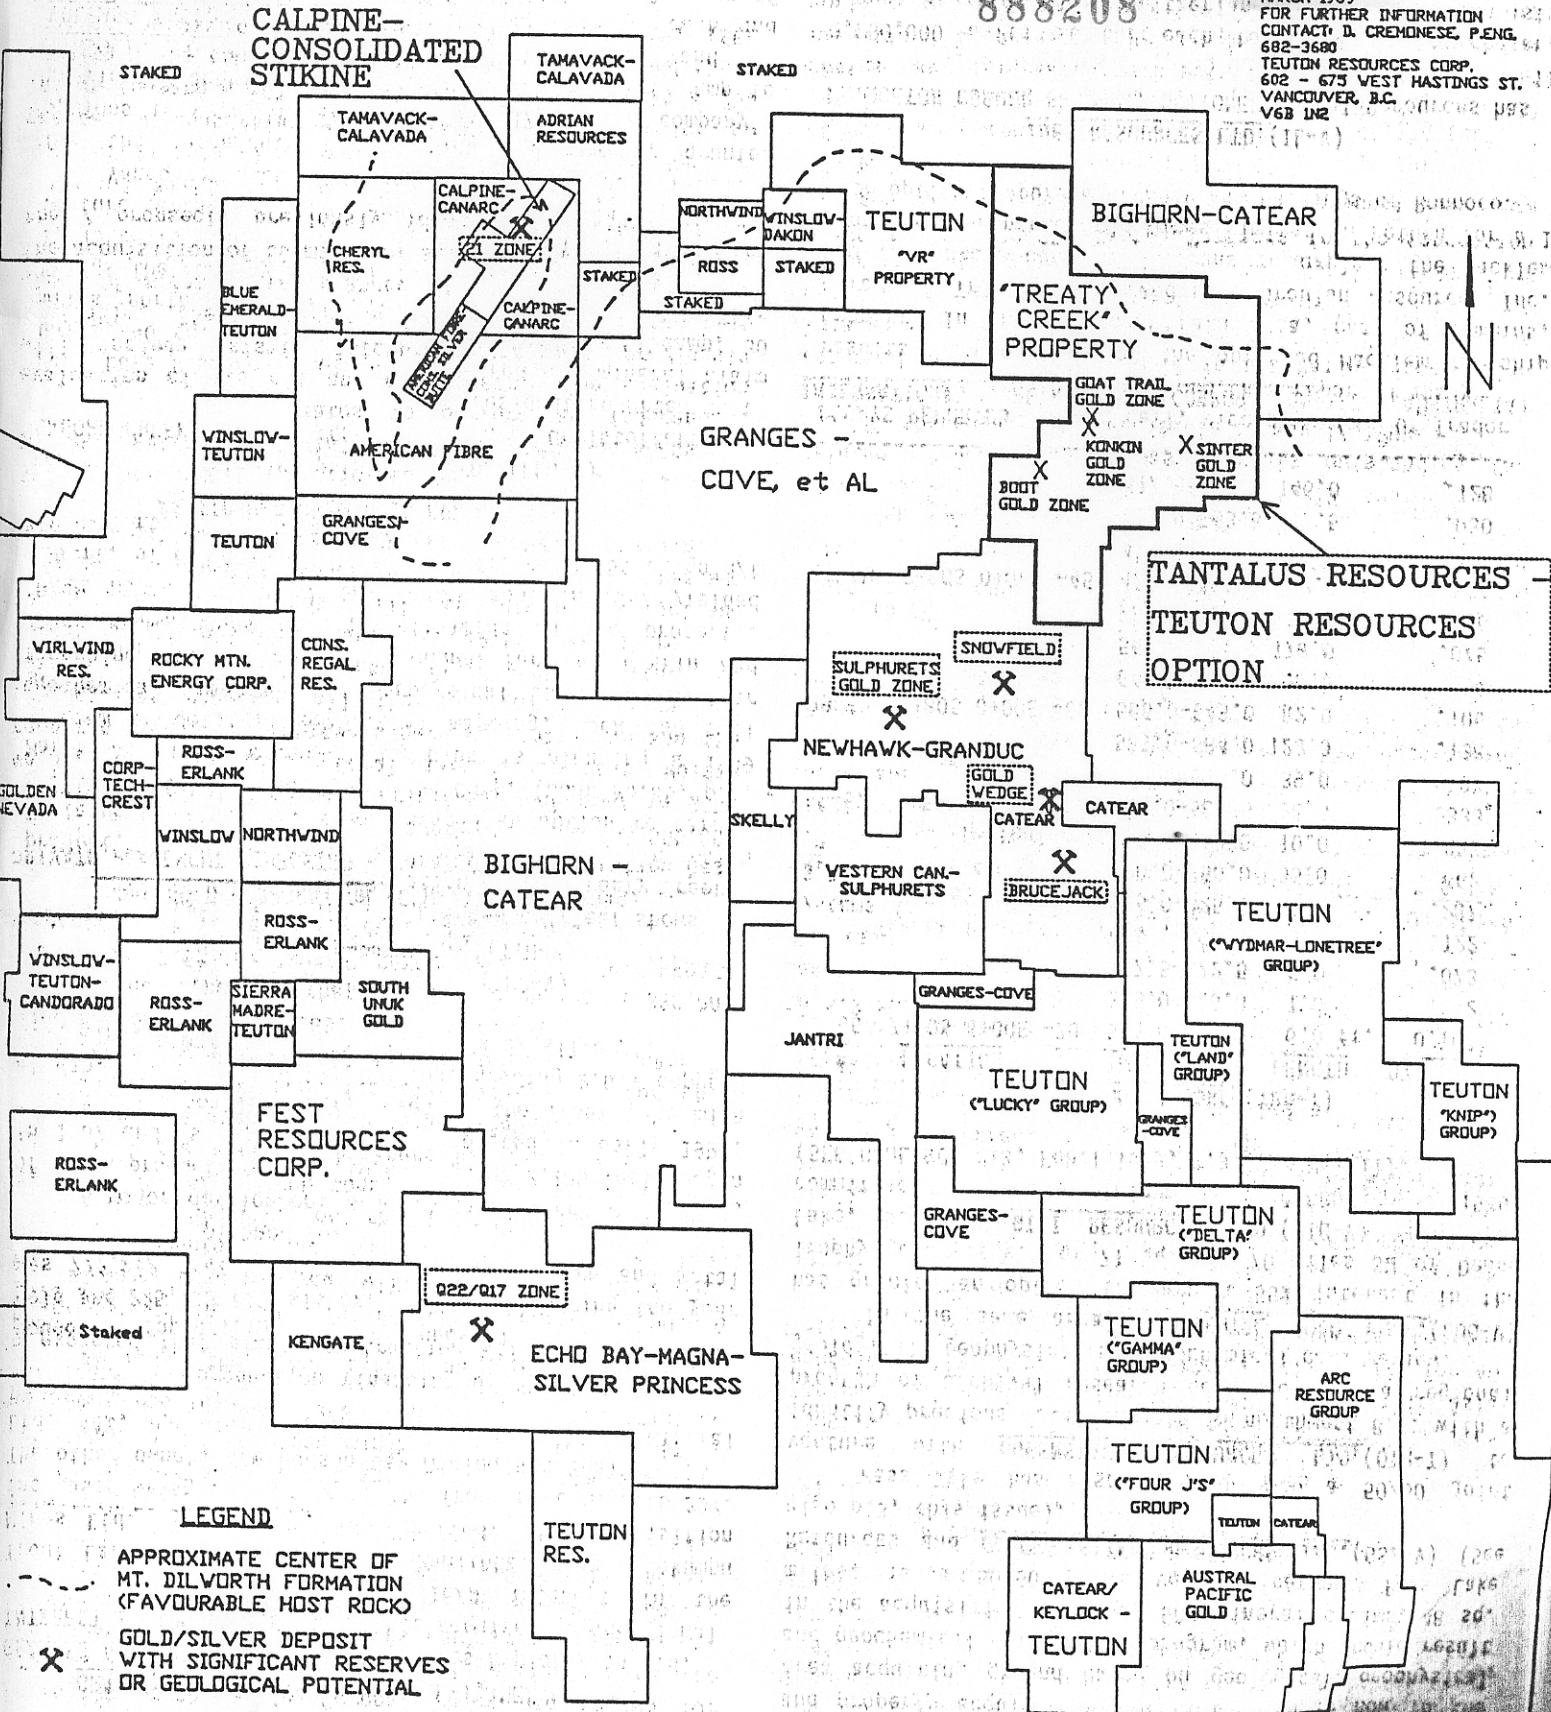 888208
FOR FURTHER INFORMATION
CONTACT: D. CREMONESE, P.ENG.
682-3680
TEUTON RESOURCES CORP.
602 - 675 WEST HASTINGS ST.
VANCOUVER, B.C.
V6B 1N2
CALPINE-
CONSOLIDATED
STIKINE
STAKED
TAMAVACK-
CALAVADA
STAKED
TAMAVACK-
CALAVADA
ADRIAN
RESOURCES
CALPINE-
CANARC
21 ZONE
CHERYL
RES.
CALPINE-
CANARC
STAKED
BLUE
EMERALD-
TEUTON
AMERICAN FIBRE-
CONS. SILVER
BUTTE
NORTHWIND
WINSLOW-
DAKON
ROSS
STAKED
STAKED
TEUTON
"VR"
PROPERTY
BIGHORN-CATEAR
"TREATY
CREEK"
PROPERTY
N
WINSLOW-
TEUTON
AMERICAN FIBRE
GRANGES -
COVE, et AL
GOAT TRAIL
GOLD ZONE
X
X
KONKIN
GOLD
ZONE
X SINTER
GOLD
ZONE
X
BOOT
GOLD ZONE
TEUTON
GRANGES-
COVE
TANTALUS RESOURCES -
TEUTON RESOURCES
OPTION
WIRLWIND
RES.
ROCKY MTN.
ENERGY CORP.
CONS.
REGAL
RES.
SNOWFIELD
SULPHURETS
GOLD ZONE
NEWHAWK-GRANDUC
GOLDEN
NEVADA
CORP-
TECH-
CREST
ROSS-
ERLANK
WINSLOW
NORTHWIND
BIGHORN -
CATEAR
SKELLY
GOLD
WEDGE
CATEAR
CATEAR
WESTERN CAN.-
SULPHURETS
BRUCEJACK
ROSS-
ERLANK
TEUTON
("WYDMAR-LONETREE"
GROUP)
WINSLOW-
TEUTON-
CANDORADO
ROSS-
ERLANK
SIERRA
MADRE-
TEUTON
SOUTH
UNUK
GOLD
GRANGES-COVE
JANTRI
TEUTON
("LUCKY" GROUP)
TEUTON
("LAND"
GROUP)
GRANGES
-COVE
TEUTON
"KNIP")
GROUP)
FEST
RESOURCES
CORP.
ROSS-
ERLANK
GRANGES-
COVE
TEUTON
("DELTA"
GROUP)
Staked
KENGATE
Q22/Q17 ZONE
ECHO BAY-MAGNA-
SILVER PRINCESS
TEUTON
("GAMMA"
GROUP)
ARC
RESOURCE
GROUP
TEUTON
("FOUR J'S"
GROUP)
TEUTON
CATEAR
TEUTON
RES.
CATEAR/
KEYLOCK -
TEUTON
AUSTRAL
PACIFIC
GOLD
LEGEND
APPROXIMATE CENTER OF
MT. DILWORTH FORMATION
(FAVOURABLE HOST ROCK)
GOLD/SILVER DEPOSIT
WITH SIGNIFICANT RESERVES
OR GEOLOGICAL POTENTIAL